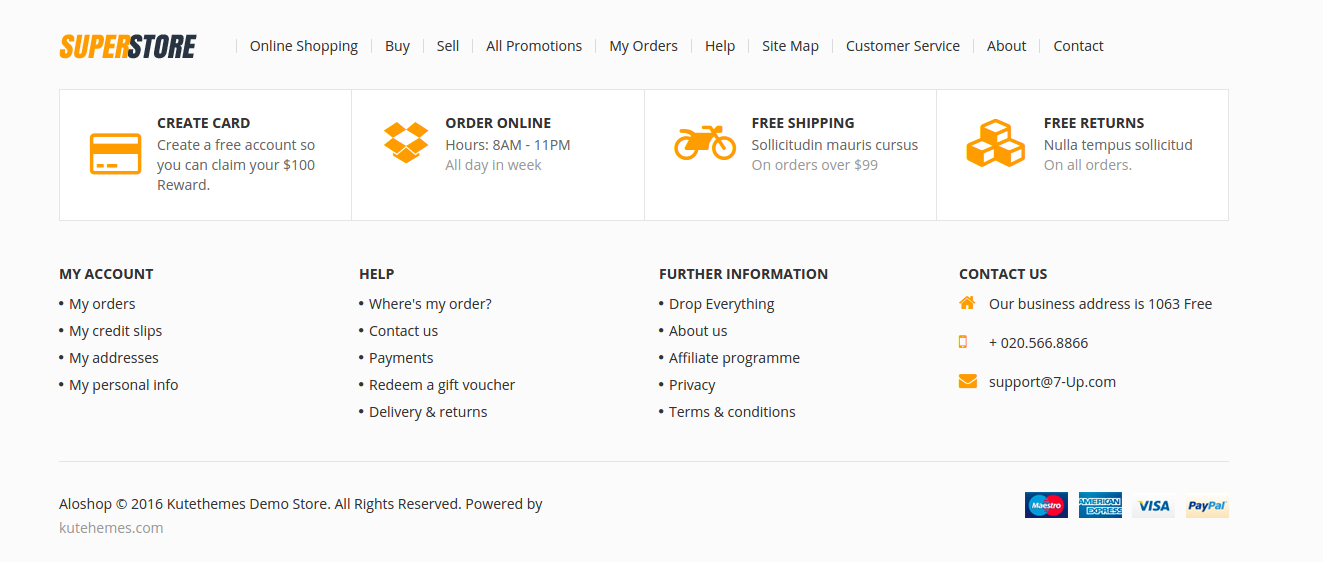 SUPERSTORE
Online Shopping
Buy
Sell
All Promotions
My Orders
Help
Site Map
Customer Service
About
Contact
CREATE CARD
Create a free account so
you can claim your $100
Reward.
ORDER ONLINE
Hours: 8AM - 11PM
All day in week
FREE SHIPPING
Sollicitudin mauris cursus
On orders over $99
FREE RETURNS
Nulla tempus sollicitud
On all orders.
MY ACCOUNT
• My orders
• My credit slips
• My addresses
• My personal info
HELP
• Where's my order?
• Contact us
• Payments
• Redeem a gift voucher
• Delivery & returns
FURTHER INFORMATION
• Drop Everything
• About us
• Affiliate programme
• Privacy
• Terms & conditions
CONTACT US
Our business address is 1063 Free
+ 020.566.8866
support@7-Up.com
Aloshop © 2016 Kutethemes Demo Store. All Rights Reserved. Powered by
kutehemes.com
Maestro
AMERICAN
EXPRESS
VISA
PayPal